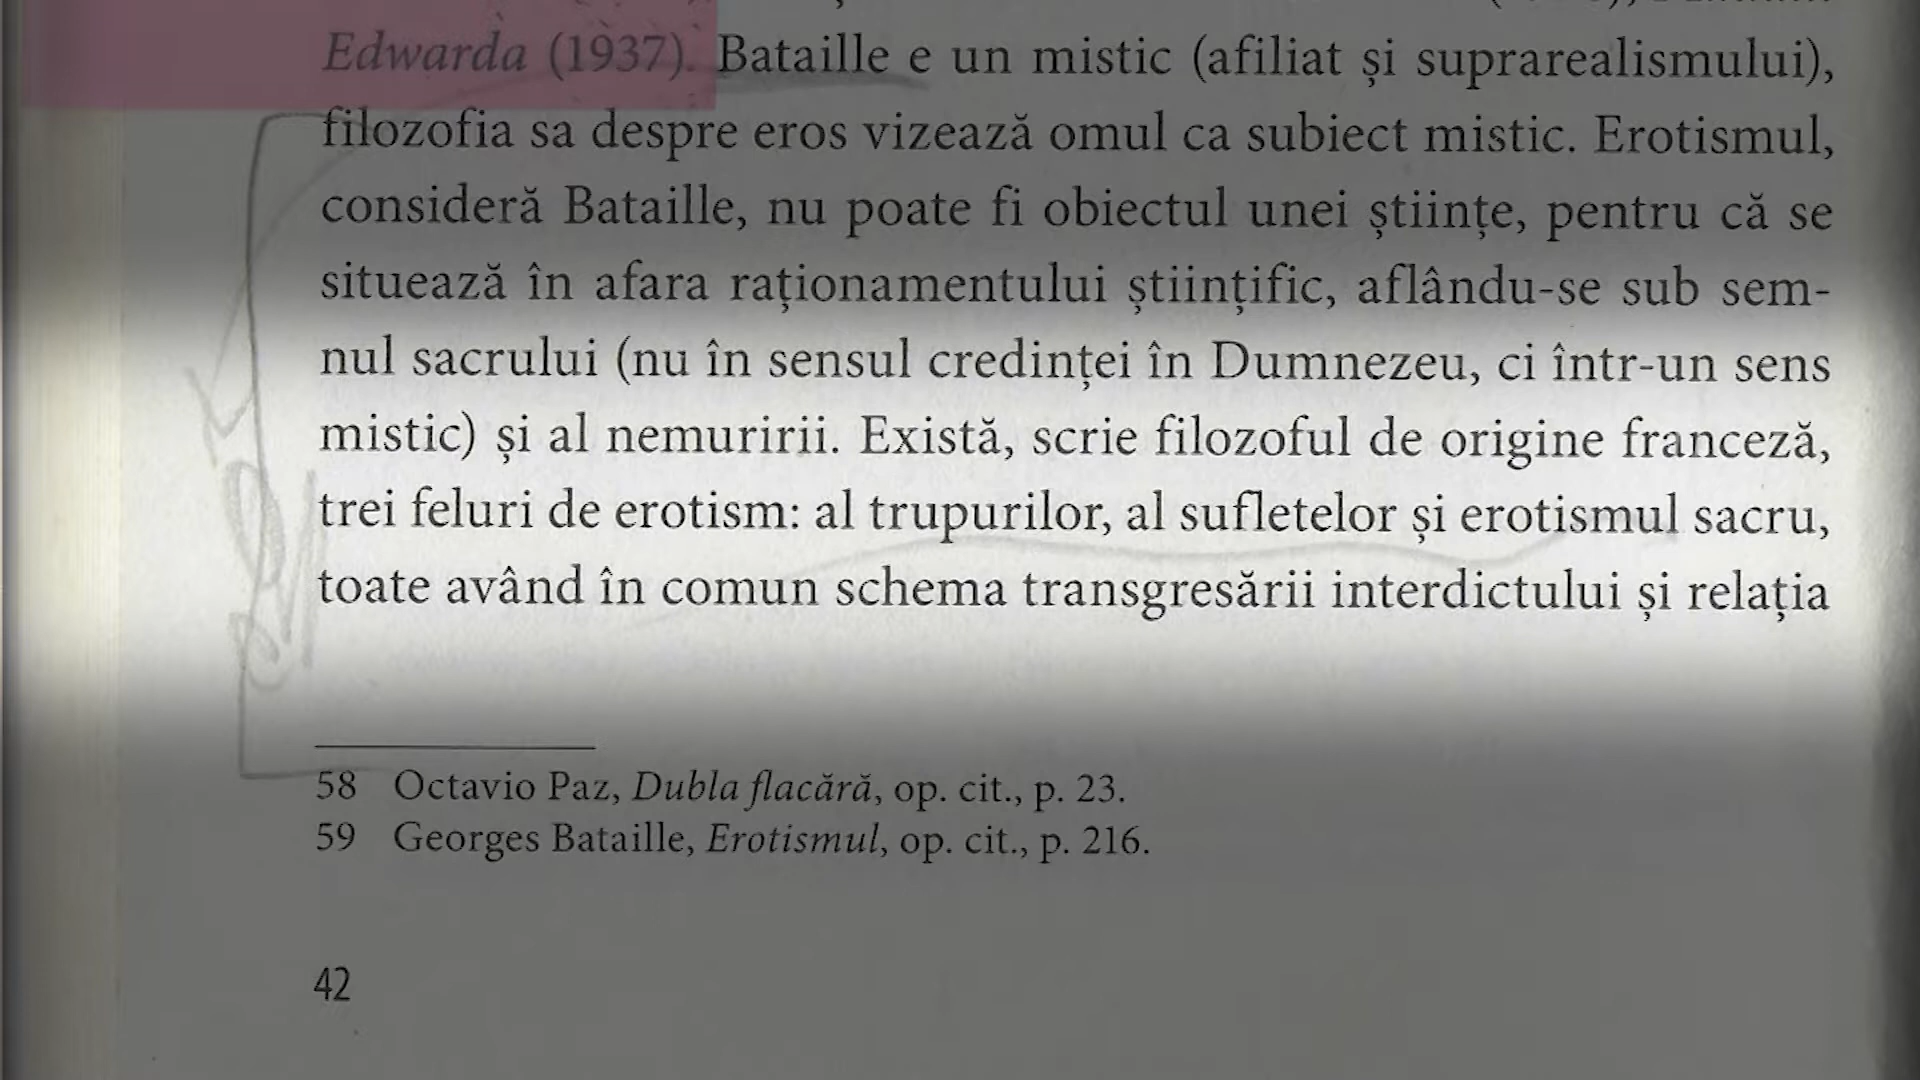 Edwarda (1937). Bataille e un mistic (afiliat și suprarealismului),
filozofia sa despre eros vizează omul ca subiect mistic. Erotismul,
consideră Bataille, nu poate fi obiectul unei științe, pentru că se
situează în afara raționamentului științific, aflându-se sub sem-
nul sacrului (nu în sensul credinței în Dumnezeu, ci într-un sens
mistic) și al nemuririi. Există, scrie filozoful de origine franceză,
trei feluri de erotism: al trupurilor, al sufletelor și erotismul sacru,
toate având în comun schema transgresării interdictului și relația
58 Octavio Paz, Dubla flacără, op. cit., p. 23.
59 Georges Bataille, Erotismul, op. cit., p. 216.
42